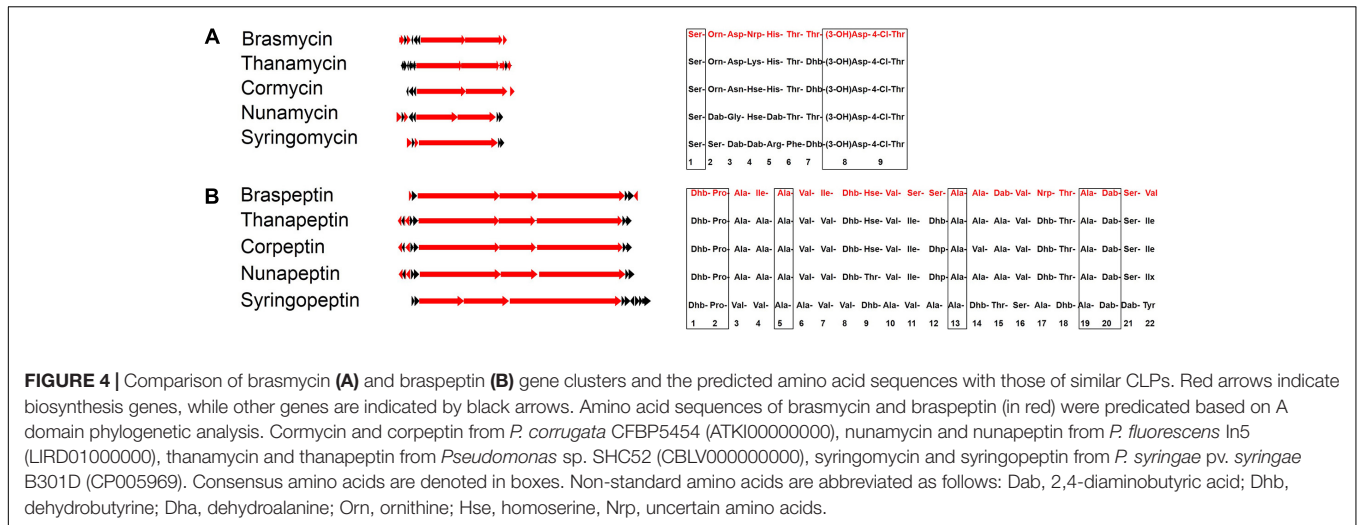 A
Brasmycin Ser- Orn- Asp- Nrp- His- Thr- Thr- (3-OH)Asp- 4-Cl-Thr
Thanamycin Ser- Orn- Asp- Lys- His- Thr- Dhb-(3-OH)Asp- 4-Cl-Thr
Cormycin Ser- Orn- Asn- Hse- His- Thr- Dhb-(3-OH)Asp- 4-Cl-Thr
Nunamycin Ser- Dab- Gly- Hse- Dab- Thr- Thr- (3-OH)Asp- 4-Cl-Thr
Syringomycin Ser- Ser- Dab- Dab- Arg- Phe- Dhb-(3-OH)Asp- 4-Cl-Thr
1 2 3 4 5 6 7 8 9
B
Braspeptin Dhb- Pro- Ala- Ile- Ala- Val- Ile- Dhb- Hse- Val- Ser- Ser- Ala- Ala- Dab- Val- Nrp- Thr- Ala- Dab- Ser- Val
Thanapeptin Dhb- Pro- Ala- Ala- Ala- Val- Val- Dhb- Hse- Val- Ile- Dhb- Ala- Ala- Ala- Val- Dhb- Thr- Ala- Dab- Ser- Ile
Corpeptin Dhb- Pro- Ala- Ala- Ala- Val- Val- Dhb- Hse- Val- Ile- Dhp- Ala- Val- Ala- Val- Dhb- Thr- Ala- Dab- Ser- Ile
Nunapeptin Dhb- Pro- Ala- Ala- Ala- Val- Val- Dhb- Thr- Val- Ile- Dhp- Ala- Ala- Ala- Val- Dhb- Thr- Ala- Dab- Ser- Ilx
Syringopeptin Dhb- Pro- Val- Val- Ala- Ala- Val- Val- Dhb- Ala- Val- Ala- Ala- Dhb- Thr- Ser- Ala- Dhb- Ala- Dab- Dab- Tyr
1 2 3 4 5 6 7 8 9 10 11 12 13 14 15 16 17 18 19 20 21 22
FIGURE 4 | Comparison of brasmycin (A) and braspeptin (B) gene clusters and the predicted amino acid sequences with those of similar CLPs. Red arrows indicate
biosynthesis genes, while other genes are indicated by black arrows. Amino acid sequences of brasmycin and braspeptin (in red) were predicated based on A
domain phylogenetic analysis. Cormycin and corpeptin from P. corrugata CFBP5454 (ATKI00000000), nunamycin and nunapeptin from P. fluorescens In5
(LIRD01000000), thanamycin and thanapeptin from Pseudomonas sp. SHC52 (CBLV000000000), syringomycin and syringopeptin from P. syringae pv. syringae
B301D (CP005969). Consensus amino acids are denoted in boxes. Non-standard amino acids are abbreviated as follows: Dab, 2,4-diaminobutyric acid; Dhb,
dehydrobutyrine; Dha, dehydroalanine; Orn, ornithine; Hse, homoserine, Nrp, uncertain amino acids.